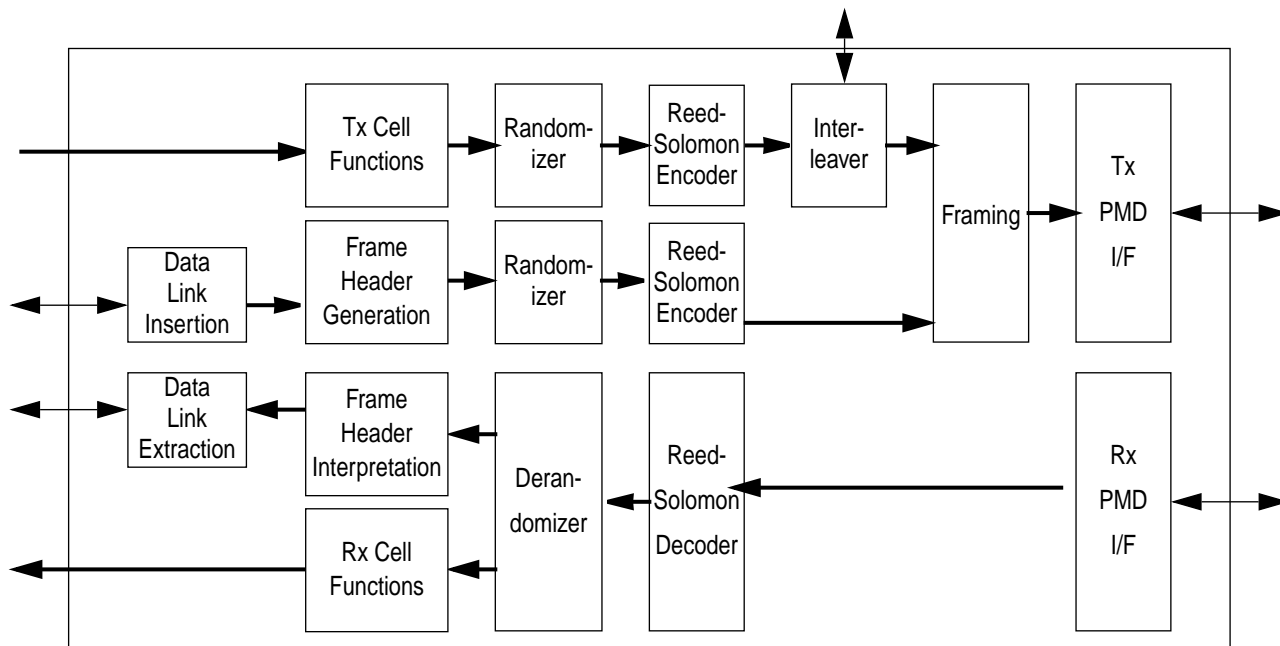 Tx Cell
Functions
Random-
izer
Reed-
Solomon
Encoder
Inter-
leaver
Framing
Tx
PMD
I/F
Data
Link
Insertion
Frame
Header
Generation
Random-
izer
Reed-
Solomon
Encoder
Data
Link
Extraction
Frame
Header
Interpretation
Deran-
domizer
Reed-
Solomon
Decoder
Rx
PMD
I/F
Rx Cell
Functions